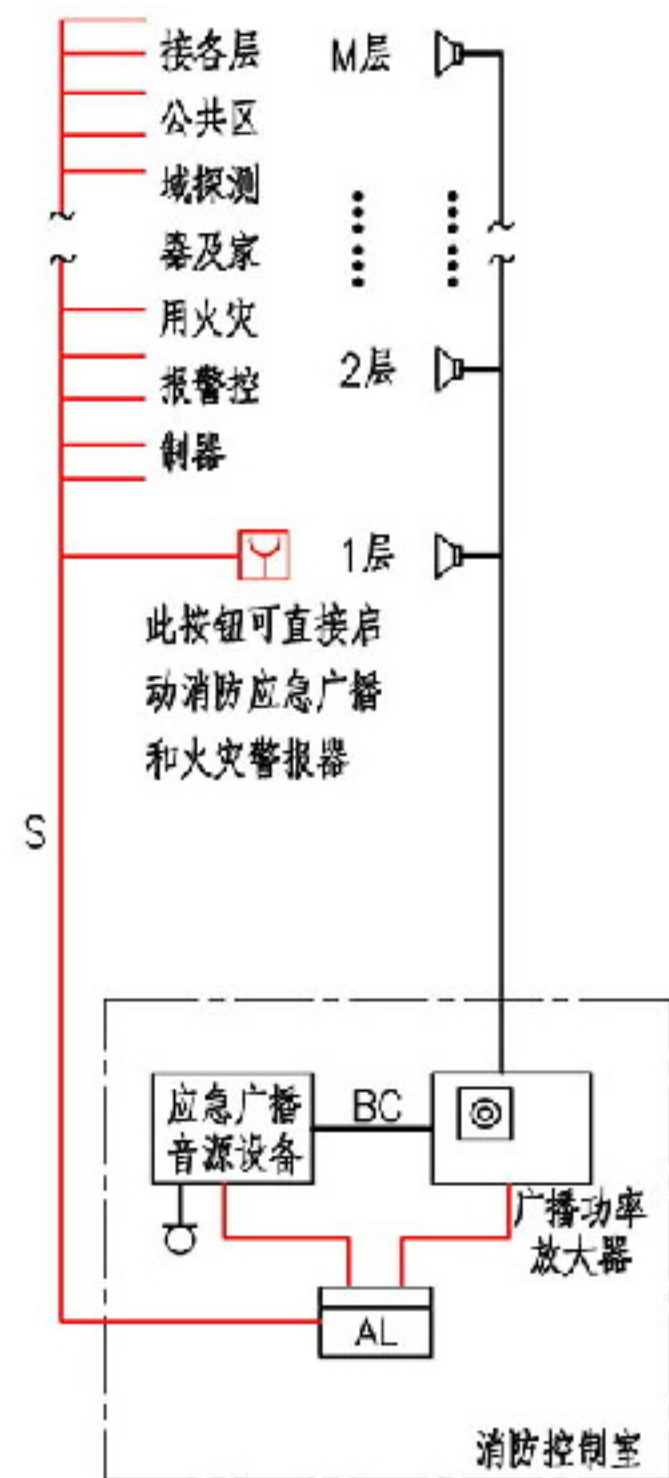 接各层
公共区
域探测
器及家
用火灾
报警控
制器
M层
2层
1层
此按钮可直接启
动消防应急广播
和火灾警报器
S
应急广播
音源设备
BC
广播功率
放大器
AL
消防控制室